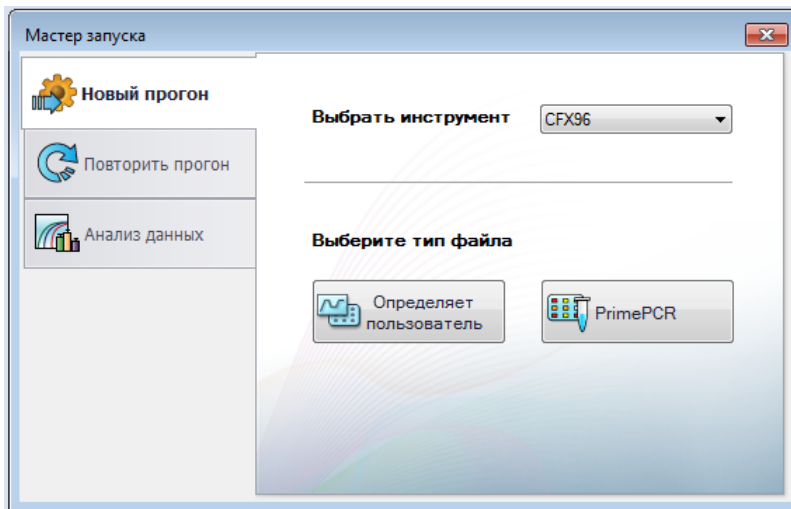 Мастер запуска
Новый прогон
Повторить прогон
Анализ данных
Выбрать инструмент
CFX96
Выберите тип файла
Определяет
пользователь
PrimePCR